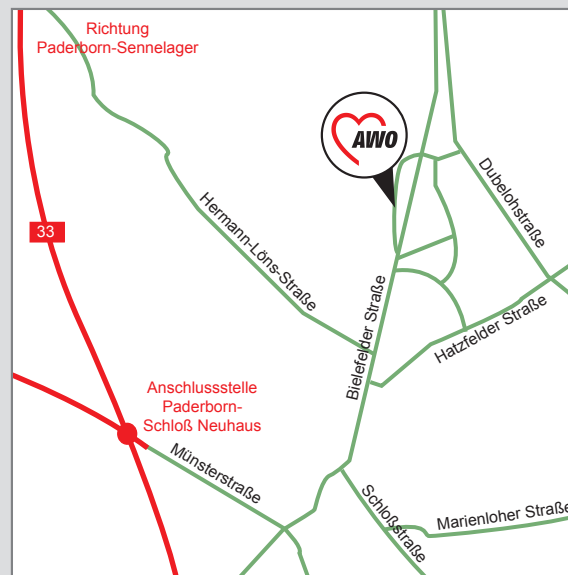 Richtung
Paderborn-Sennelager
AWO
Dubelohstraße
Hermann-Löns-Straße
33
Bielefelder Straße
Hatzfelder Straße
Anschlussstelle
Paderborn-
Schloß Neuhaus
Münsterstraße
Schloßstraße
Marienloher Straße